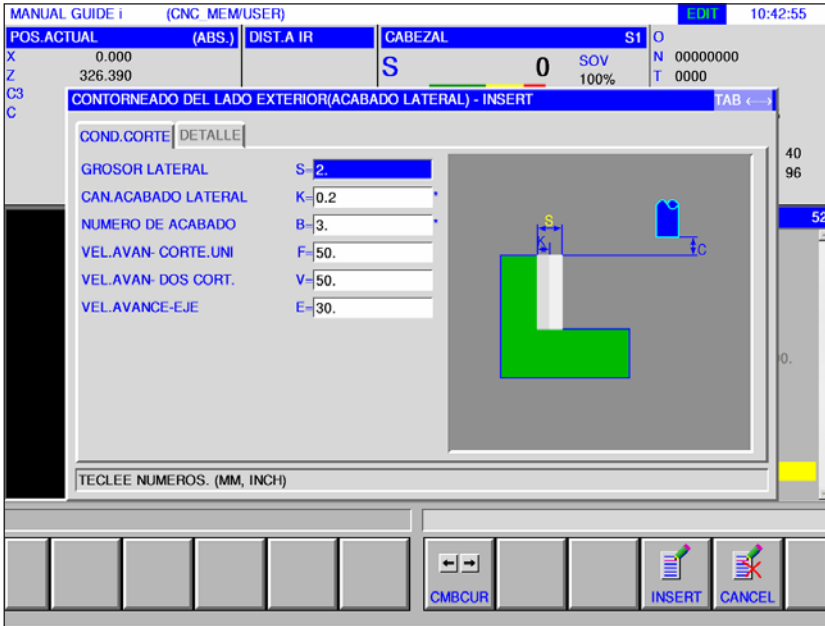 MANUAL GUIDE i (CNC_MEM/USER) EDIT 10:42:55
POS.ACTUAL (ABS.) DIST.A IR CABEZAL S1 O
X 0.000 S 0 SOV N 00000000
Z 326.390 100% T 0000
C3
C
CONTORNEADO DEL LADO EXTERIOR(ACABADO LATERAL) - INSERT TAB ←→
COND.CORTE DETALLE
40
96
GROSOR LATERAL S= 2.
CAN.ACABADO LATERAL K= 0.2 *
NUMERO DE ACABADO B= 3. *
VEL.AVAN- CORTE.UNI F= 50.
VEL.AVAN- DOS CORT. V= 50.
VEL.AVANCE-EJE E= 30.
S
K
C
52
0.
TECLEE NUMEROS. (MM, INCH)
CMBCUR INSERT CANCEL